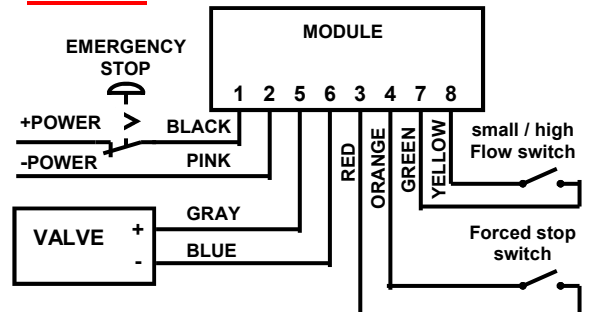 MODULE
EMERGENCY
STOP
1 2 5 6 3 4 7 8
+POWER
BLACK
-POWER
PINK
RED
ORANGE
GREEN
YELLOW
small / high
Flow switch
GRAY
VALVE + -
BLUE
Forced stop
switch